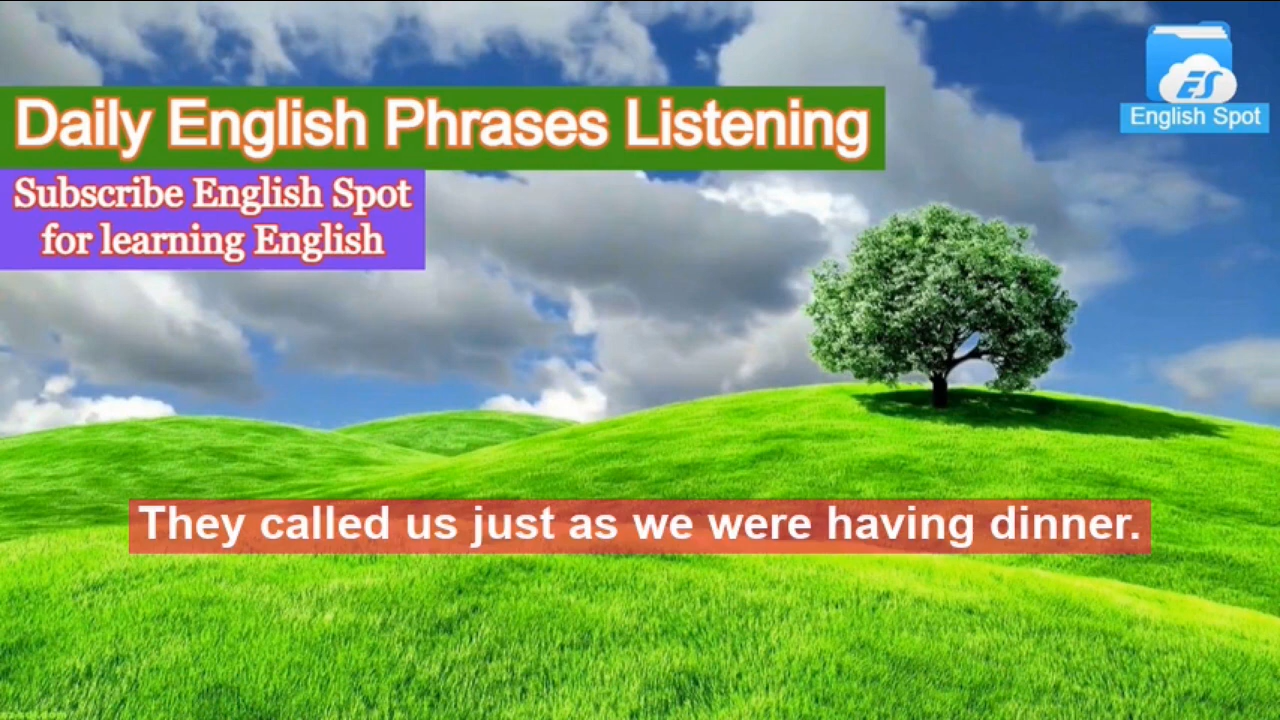 Daily English Phrases Listening
Subscribe English Spot
for learning English
ES
English Spot
They called us just as we were having dinner.